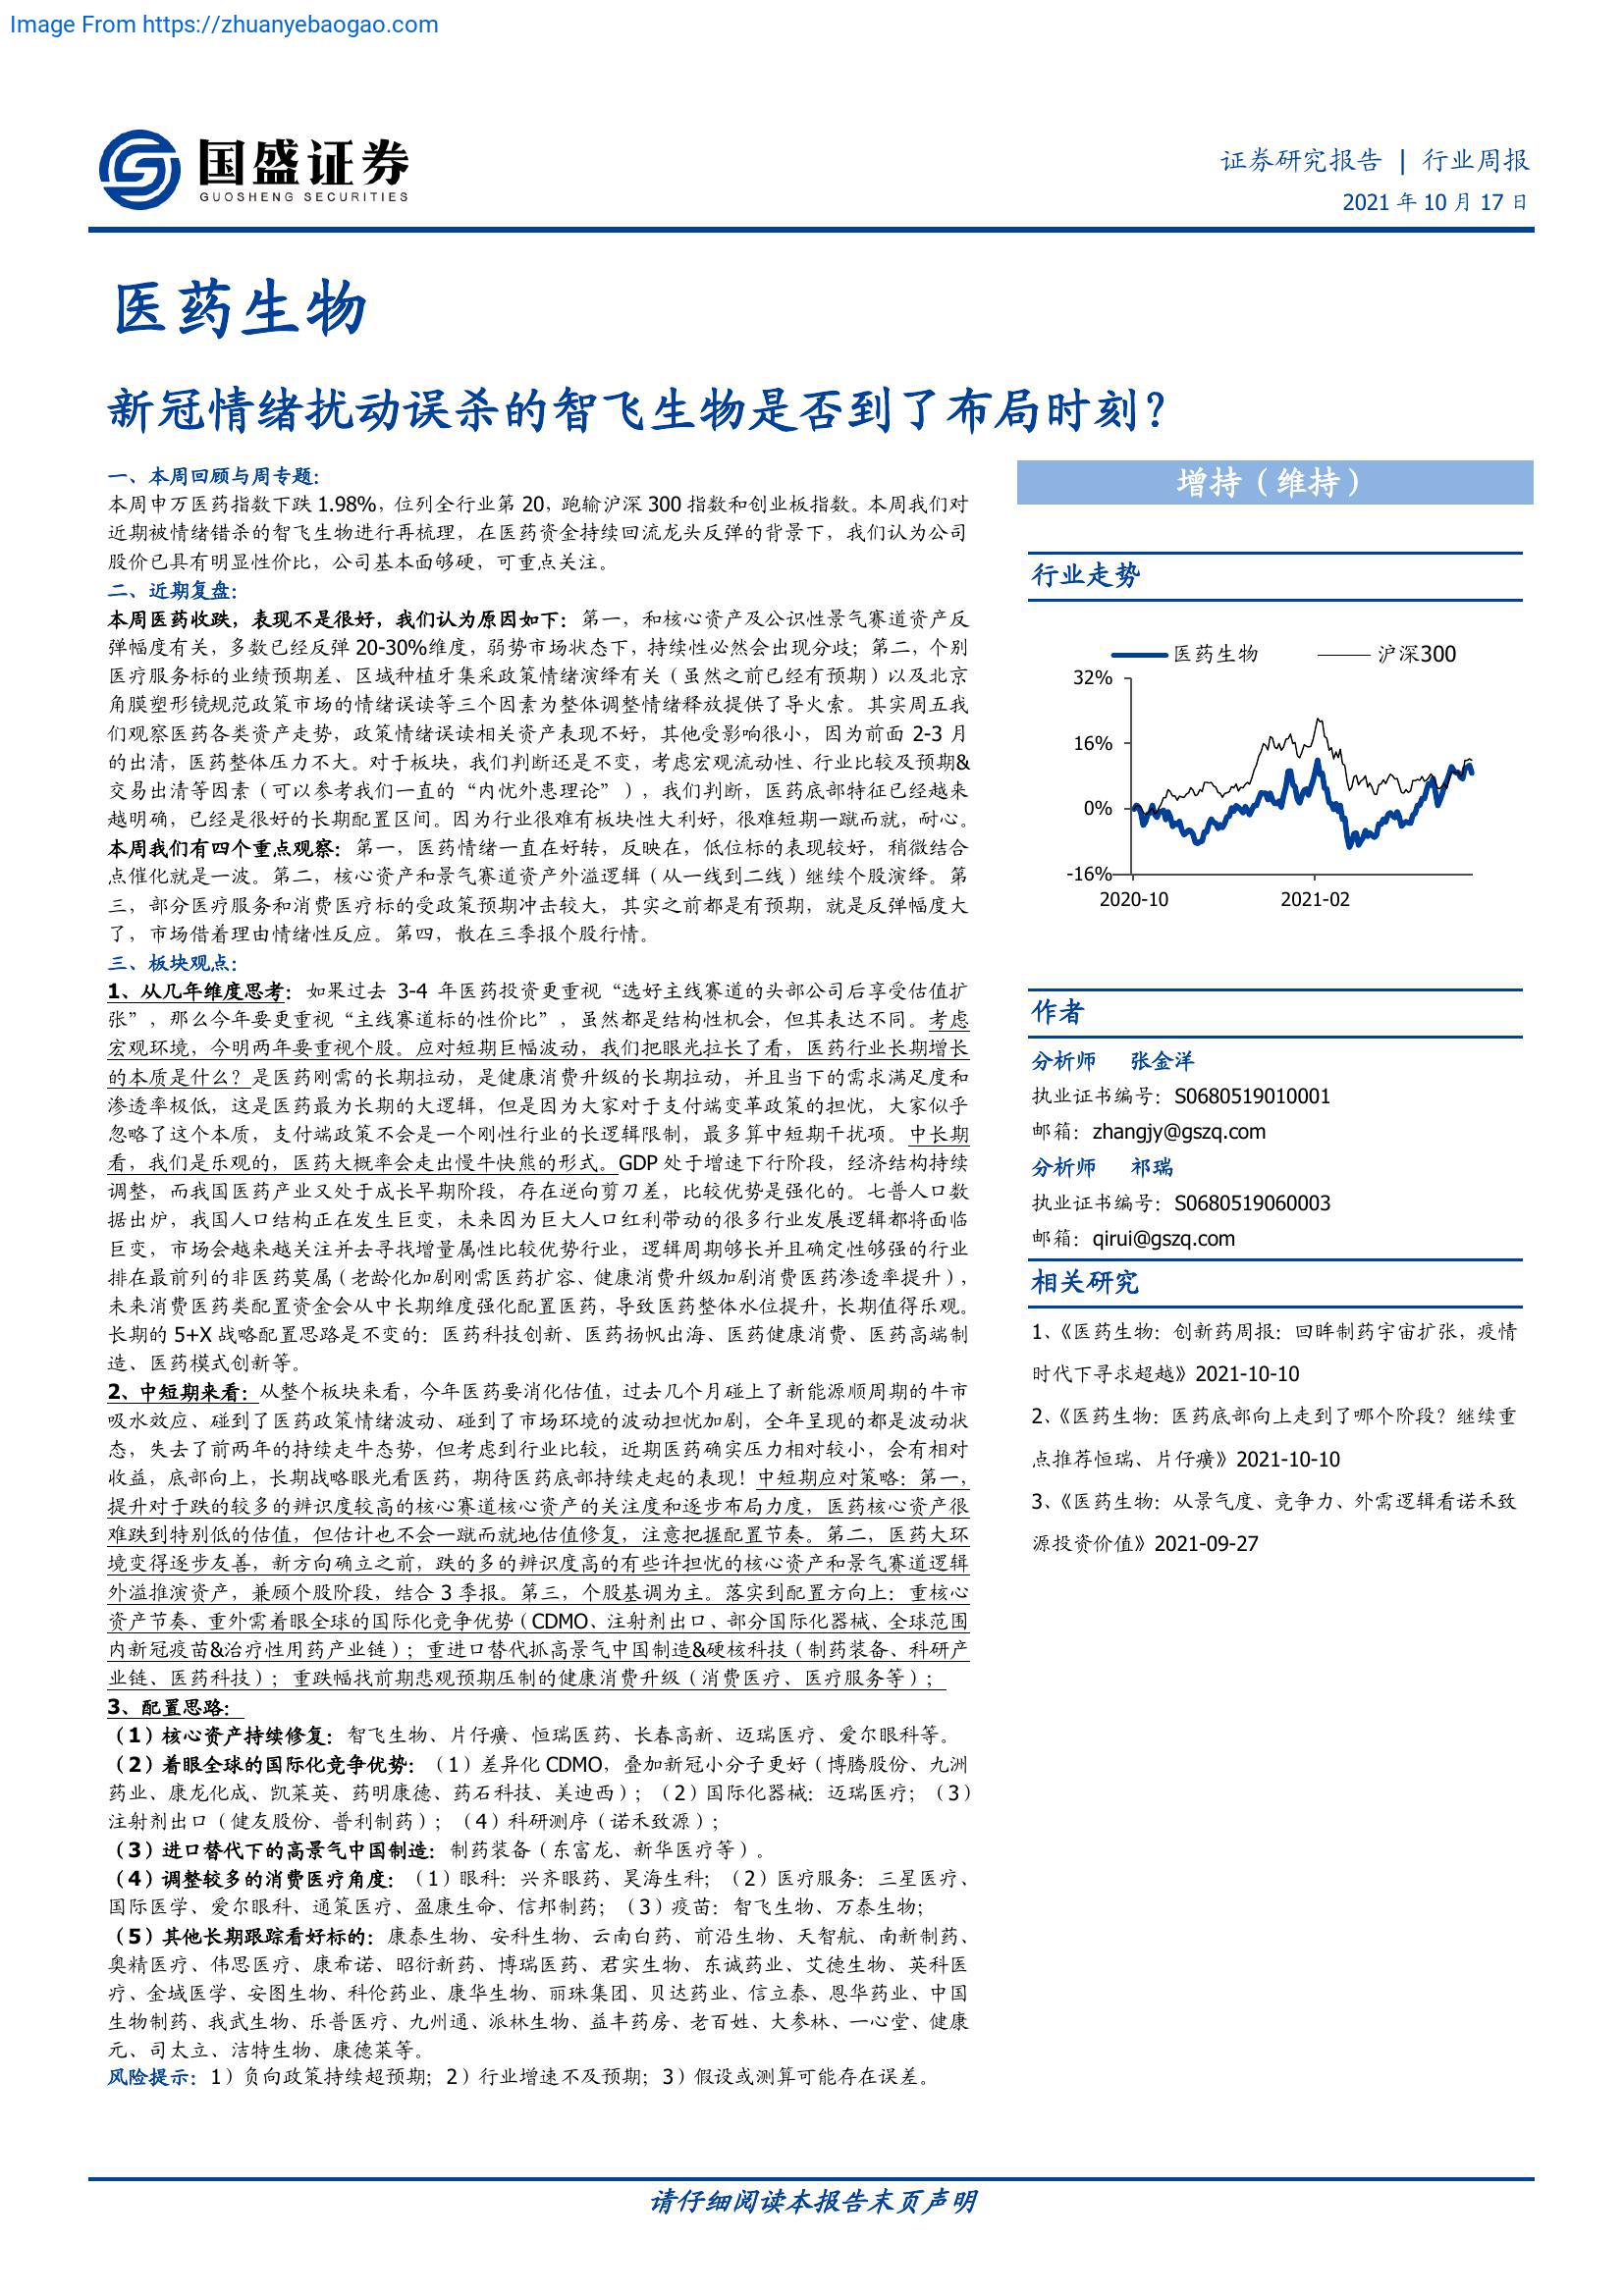 Image From https://zhuanyebaogao.com
国盛证券
GUOSHENG SECURITIES
证券研究报告 | 行业周报
2021 年 10 月 17 日
医药生物
新冠情绪扰动误杀的智飞生物是否到了布局时刻？
一、本周回顾与周专题：
本周申万医药指数下跌 1.98%，位列全行业第 20，跑输沪深 300 指数和创业板指数。本周我们对
近期被情绪错杀的智飞生物进行再梳理，在医药资金持续回流龙头反弹的背景下，我们认为公司
股价已具有明显性价比，公司基本面够硬，可重点关注。
二、近期复盘：
本周医药收跌，表现不是很好，我们认为原因如下：第一，和核心资产及公识性景气赛道资产反
弹幅度有关，多数已经反弹 20-30%维度，弱势市场状态下，持续性必然会出现分歧；第二，个别
医疗服务标的业绩预期差、区域种植牙集采政策情绪演绎有关（虽然之前已经有预期）以及北京
角膜塑形镜规范政策市场的情绪误读等三个因素为整体调整情绪释放提供了导火索。其实周五我
们观察医药各类资产走势，政策情绪误读相关资产表现不好，其他受影响很小，因为前面 2-3 月
的出清，医药整体压力不大。对于板块，我们判断还是不变，考虑宏观流动性、行业比较及预期&
交易出清等因素（可以参考我们一直的“内忧外患理论”），我们判断，医药底部特征已经越来
越明确，已经是很好的长期配置区间。因为行业很难有板块性大利好，很难短期一蹴而就，耐心。
本周我们有四个重点观察：第一，医药情绪一直在好转，反映在，低位标的表现较好，稍微结合
点催化就是一波。第二，核心资产和景气赛道资产外溢逻辑（从一线到二线）继续个股演绎。第
三，部分医疗服务和消费医疗标的受政策预期冲击较大，其实之前都是有预期，就是反弹幅度大
了，市场借着理由情绪性反应。第四，散在三季报个股行情。
三、板块观点：
1、从几年维度思考：如果过去 3-4 年医药投资更重视“选好主线赛道的头部公司后享受估值扩
张”，那么今年要更重视“主线赛道标的性价比”，虽然都是结构性机会，但其表达不同。考虑
宏观环境，今明两年要重视个股。应对短期巨幅波动，我们把眼光拉长了看，医药行业长期增长
的本质是什么？是医药刚需的长期拉动，是健康消费升级的长期拉动，并且当下的需求满足度和
渗透率极低，这是医药最为长期的大逻辑，但是因为大家对于支付端变革政策的担忧，大家似乎
忽略了这个本质，支付端政策不会是一个刚性行业的长逻辑限制，最多算中短期干扰项。中长期
看，我们是乐观的，医药大概率会走出慢牛快熊的形式。GDP 处于增速下行阶段，经济结构持续
调整，而我国医药产业又处于成长早期阶段，存在逆向剪刀差，比较优势是强化的。七普人口数
据出炉，我国人口结构正在发生巨变，未来因为巨大人口红利带动的很多行业发展逻辑都将面临
巨变，市场会越来越关注并去寻找增量属性比较优势行业，逻辑周期够长并且确定性够强的行业
排在最前列的非医药莫属（老龄化加剧刚需医药扩容、健康消费升级加剧消费医药渗透率提升），
未来消费医药类配置资金会从中长期维度强化配置医药，导致医药整体水位提升，长期值得乐观。
长期的 5+X 战略配置思路是不变的：医药科技创新、医药扬帆出海、医药健康消费、医药高端制
造、医药模式创新等。
2、中短期来看：从整个板块来看，今年医药要消化估值，过去几个月碰上了新能源顺周期的牛市
吸水效应、碰到了医药政策情绪波动、碰到了市场环境的波动担忧加剧，全年呈现的都是波动状
态，失去了前两年的持续走牛态势，但考虑到行业比较，近期医药确实压力相对较小，会有相对
收益，底部向上，长期战略眼光看医药，期待医药底部持续走起的表现！中短期应对策略：第一，
提升对于跌的较多的辨识度较高的核心赛道核心资产的关注度和逐步布局力度，医药核心资产很
难跌到特别低的估值，但估计也不会一蹴而就地估值修复，注意把握配置节奏。第二，医药大环
境变得逐步友善，新方向确立之前，跌的多的辨识度高的有些许担忧的核心资产和景气赛道逻辑
外溢推演资产，兼顾个股阶段，结合 3 季报。第三，个股基调为主。落实到配置方向上：重核心
资产节奏、重外需着眼全球的国际化竞争优势（CDMO、注射剂出口、部分国际化器械、全球范围
内新冠疫苗&治疗性用药产业链）；重进口替代抓高景气中国制造&硬核科技（制药装备、科研产
业链、医药科技）；重跌幅找前期悲观预期压制的健康消费升级（消费医疗、医疗服务等）；
3、配置思路：
（1）核心资产持续修复：智飞生物、片仔癀、恒瑞医药、长春高新、迈瑞医疗、爱尔眼科等。
（2）着眼全球的国际化竞争优势：（1）差异化 CDMO，叠加新冠小分子更好（博腾股份、九洲
药业、康龙化成、凯莱英、药明康德、药石科技、美迪西）；（2）国际化器械：迈瑞医疗；（3）
注射剂出口（健友股份、普利制药）；（4）科研测序（诺禾致源）；
（3）进口替代下的高景气中国制造：制药装备（东富龙、新华医疗等）。
（4）调整较多的消费医疗角度：（1）眼科：兴齐眼药、昊海生科；（2）医疗服务：三星医疗、
国际医学、爱尔眼科、通策医疗、盈康生命、信邦制药；（3）疫苗：智飞生物、万泰生物；
（5）其他长期跟踪看好标的：康泰生物、安科生物、云南白药、前沿生物、天智航、南新制药、
奥精医疗、伟思医疗、康希诺、昭衍新药、博瑞医药、君实生物、东诚药业、艾德生物、英科医
疗、金域医学、安图生物、科伦药业、康华生物、丽珠集团、贝达药业、信立泰、恩华药业、中国
生物制药、我武生物、乐普医疗、九州通、派林生物、益丰药房、老百姓、大参林、一心堂、健康
元、司太立、洁特生物、康德莱等。
风险提示：1）负向政策持续超预期；2）行业增速不及预期；3）假设或测算可能存在误差。
增持（维持）
行业走势
医药生物 沪深300
32%
16%
0%
-16%
2020-10 2021-02
作者
分析师 张金洋
执业证书编号：S0680519010001
邮箱：zhangjy@gszq.com
分析师 祁瑞
执业证书编号：S0680519060003
邮箱：qirui@gszq.com
相关研究
1、《医药生物：创新药周报：回眸制药宇宙扩张，疫情
时代下寻求超越》2021-10-10
2、《医药生物：医药底部向上走到了哪个阶段？继续重
点推荐恒瑞、片仔癀》2021-10-10
3、《医药生物：从景气度、竞争力、外需逻辑看诺禾致
源投资价值》2021-09-27
请仔细阅读本报告末页声明